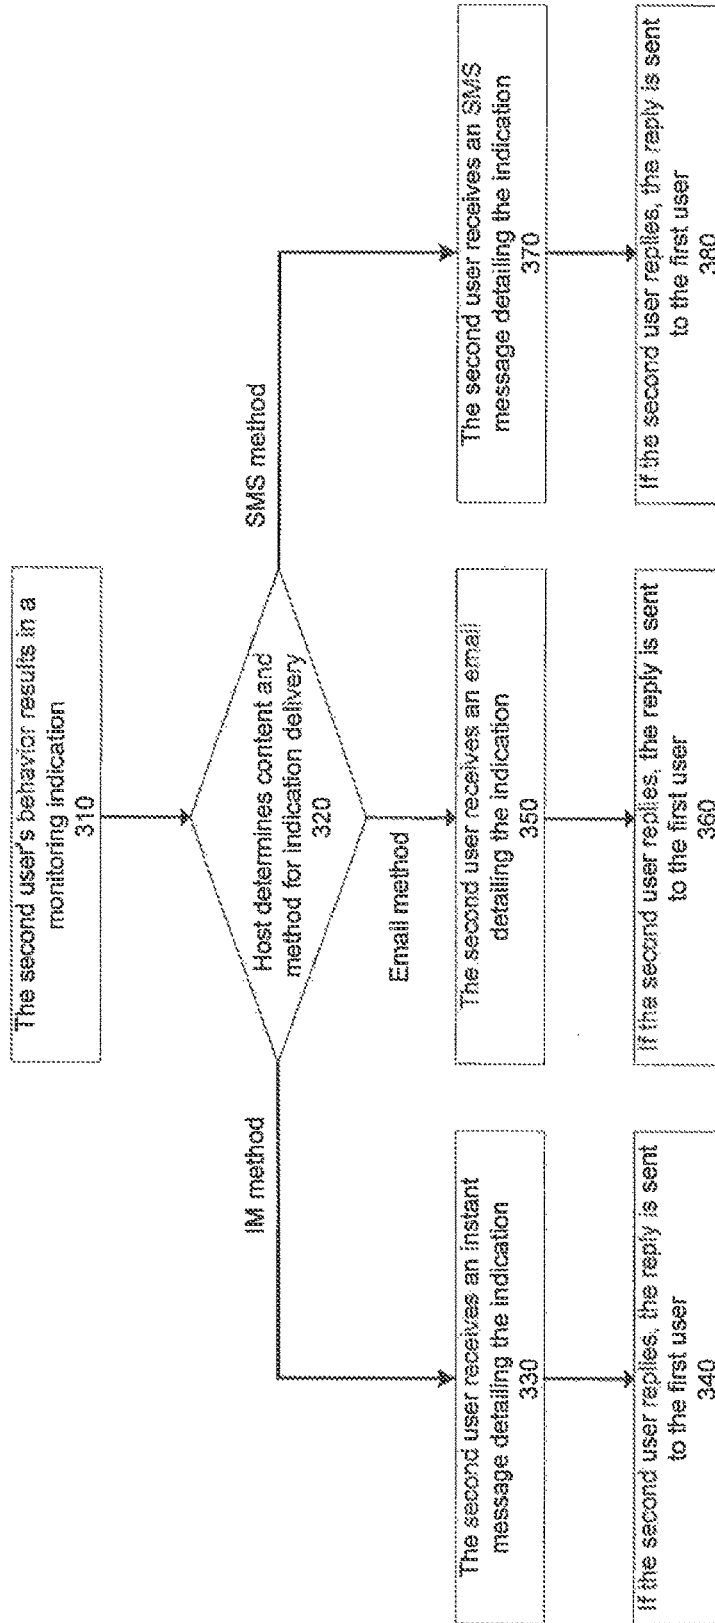 The second user's behavior results in a
monitoring indication
310
Host determines content and
method for indication delivery
320
IM method
Email method
SMS method
The second user receives an instant
message detailing the indication
330
The second user receives an email
detailing the indication
350
The second user receives an SMS
message detailing the indication
370
If the second user replies, the reply is sent
to the first user
340
If the second user replies, the reply is sent
to the first user
360
If the second user replies, the reply is sent
to the first user
380